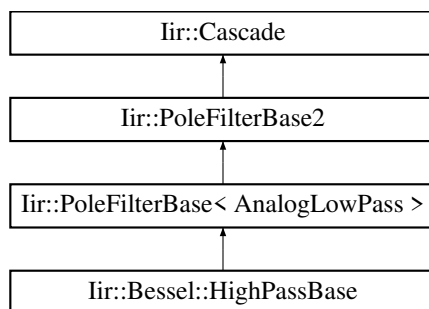 Iir::Cascade
Iir::PoleFilterBase2
Iir::PoleFilterBase< AnalogLowPass >
Iir::Bessel::HighPassBase